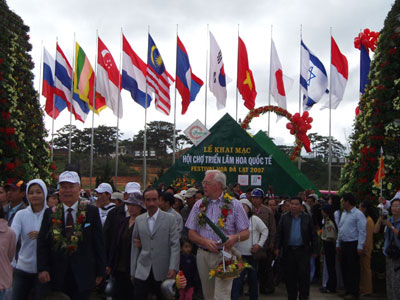 LỄ KHAI MẠC
HỘI CHỢ TRIỂN LÃM HOA QUỐC TẾ
FESTIVAL HOA ĐÀ LẠT 2007